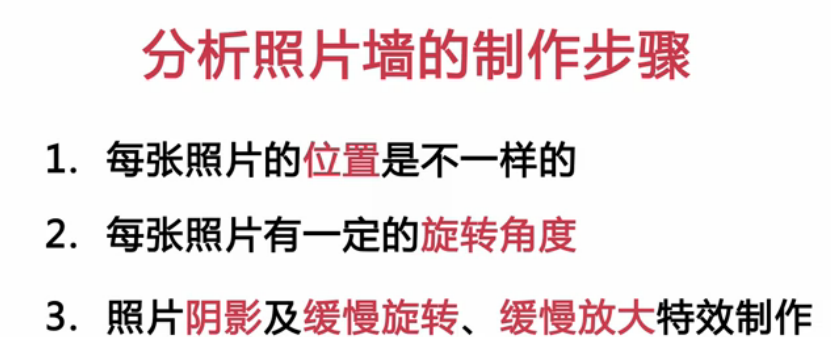 分析照片墙的制作步骤
1. 每张照片的位置是不一样的
2. 每张照片有一定的旋转角度
3. 照片阴影及缓慢旋转、缓慢放大特效制作